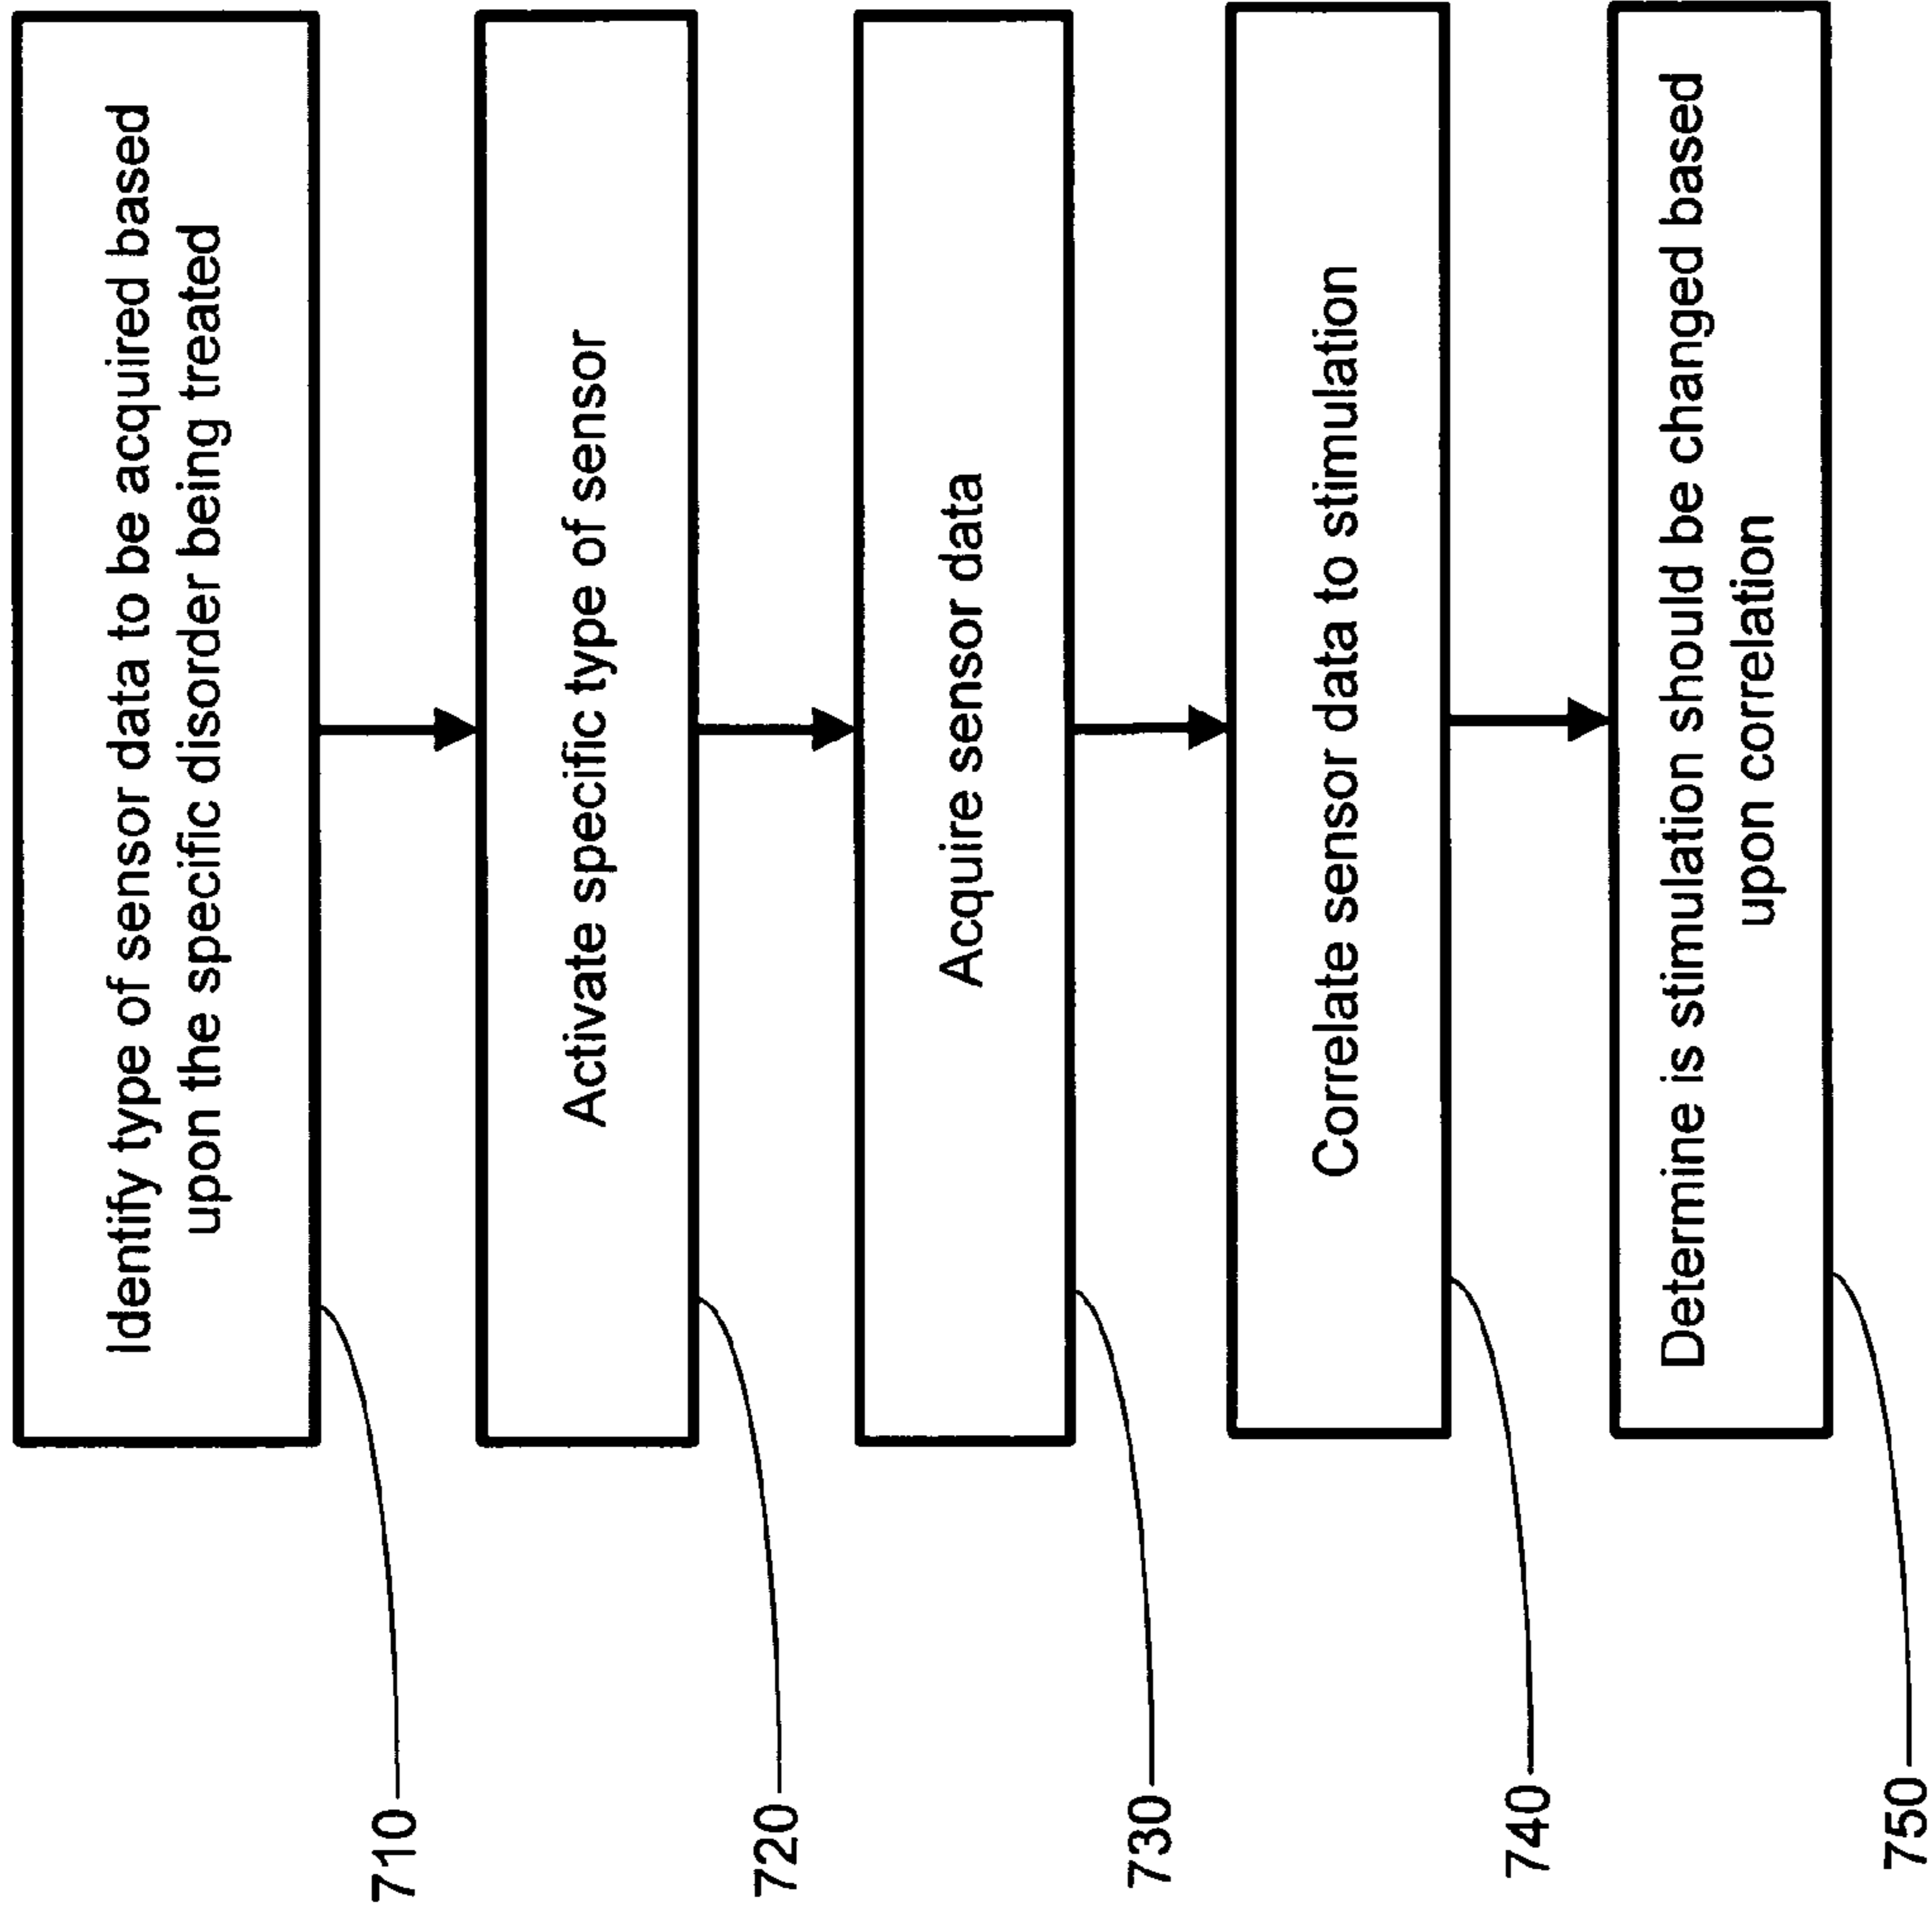 Identify type of sensor data to be acquired based
upon the specific disorder being treated
710
Activate specific type of sensor
720
Acquire sensor data
730
Correlate sensor data to stimulation
740
Determine is stimulation should be changed based
upon correlation
750